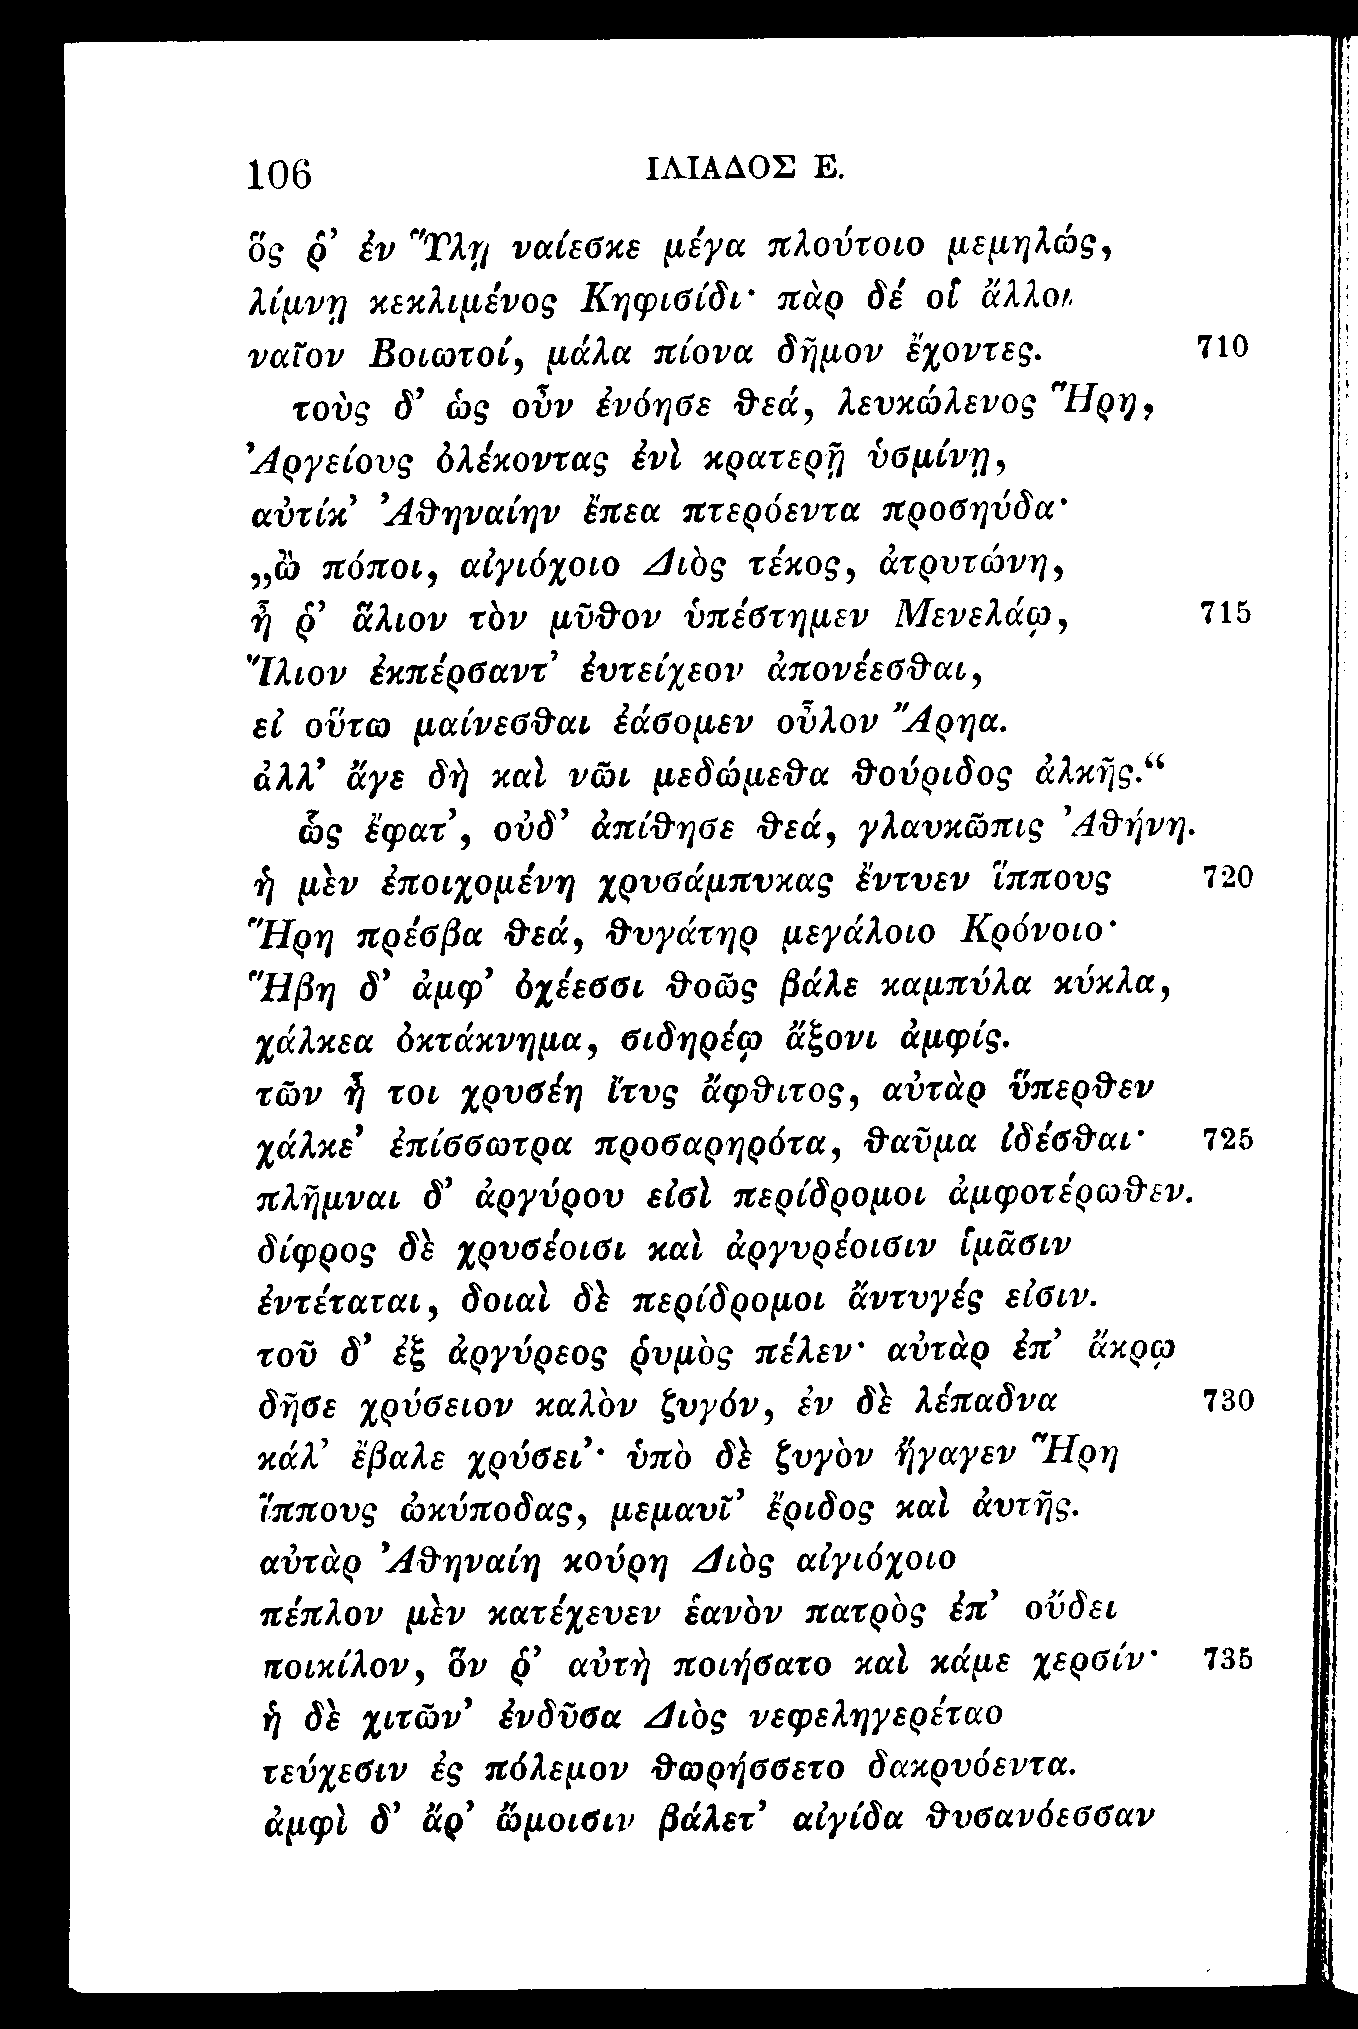 106 ΙΛΙΑΔΟΣ Ε.
ὅς ῥ’ ἐν Ὕλῃ ναίεσκε μέγα πλούτοιο μεμηλώς,
λίμνῃ κεκλιμένος Κηφισίδι· πὰρ δέ οἱ ἄλλοι
ναῖον Βοιωτοί, μάλα πίονα δῆμον ἔχοντες. 710
τοὺς δ’ ὡς οὖν ἐνόησε θεά, λευκώλενος Ἥρη,
Ἀργείους ὀλέκοντας ἐνὶ κρατερῇ ὑσμίνῃ,
αὐτίκ’ Ἀθηναίην ἔπεα πτερόεντα προσηύδα·
„ὢ πόποι, αἰγιόχοιο Διὸς τέκος, ἀτρυτώνη,
ἦ ῥ’ ἅλιον τὸν μῦθον ὑπέστημεν Μενελάῳ, 715
Ἴλιον ἐκπέρσαντ’ ἐυτείχεον ἀπονέεσθαι,
εἰ οὕτω μαίνεσθαι ἐάσομεν οὖλον Ἄρηα.
ἀλλ’ ἄγε δὴ καὶ νῶι μεδώμεθα θούριδος ἀλκῆς.“
ὣς ἔφατ’, οὐδ’ ἀπίθησε θεά, γλαυκῶπις Ἀθήνη.
ἡ μὲν ἐποιχομένη χρυσάμπυκας ἔντυεν ἵππους 720
Ἥρη πρέσβα θεά, θυγάτηρ μεγάλοιο Κρόνοιο·
Ἥβη δ’ ἀμφ’ ὀχέεσσι θοῶς βάλε καμπύλα κύκλα,
χάλκεα ὀκτάκνημα, σιδηρέῳ ἄξονι ἀμφίς.
τῶν ἦ τοι χρυσέη ἴτυς ἄφθιτος, αὐτὰρ ὕπερθεν
χάλκε’ ἐπίσσωτρα προσαρηρότα, θαῦμα ἰδέσθαι· 725
πλῆμναι δ’ ἀργύρου εἰσὶ περίδρομοι ἀμφοτέρωθεν.
δίφρος δὲ χρυσέοισι καὶ ἀργυρέοισιν ἱμᾶσιν
ἐντέταται, δοιαὶ δὲ περίδρομοι ἄντυγές εἰσιν.
τοῦ δ’ ἐξ ἀργύρεος ῥυμὸς πέλεν· αὐτὰρ ἐπ’ ἄκρῳ
δῆσε χρύσειον καλὸν ζυγόν, ἐν δὲ λέπαδνα 730
κάλ’ ἔβαλε χρύσει’· ὑπὸ δὲ ζυγὸν ἤγαγεν Ἥρη
ἵππους ὠκύποδας, μεμαυῖ’ ἔριδος καὶ ἀυτῆς.
αὐτὰρ Ἀθηναίη κούρη Διὸς αἰγιόχοιο
πέπλον μὲν κατέχευεν ἑανὸν πατρὸς ἐπ’ οὔδει
ποικίλον, ὅν ῥ’ αὐτὴ ποιήσατο καὶ κάμε χερσίν· 735
ἡ δὲ χιτῶν’ ἐνδῦσα Διὸς νεφεληγερέταο
τεύχεσιν ἐς πόλεμον θωρήσσετο δακρυόεντα.
ἀμφὶ δ’ ἄρ’ ὤμοισιν βάλετ’ αἰγίδα θυσανόεσσαν